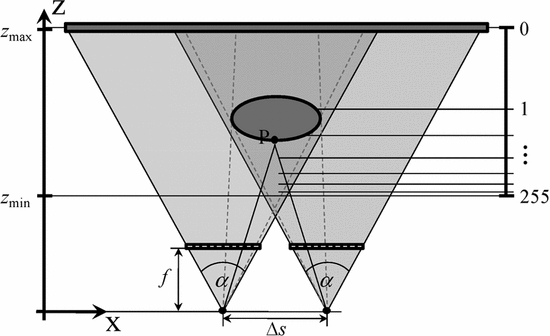 Z
z_max
0
1
P
⋮
z_min
255
f
α
α
X
Δs